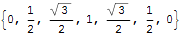 {0, 1/2, √3/2, 1, √3/2, 1/2, 0}